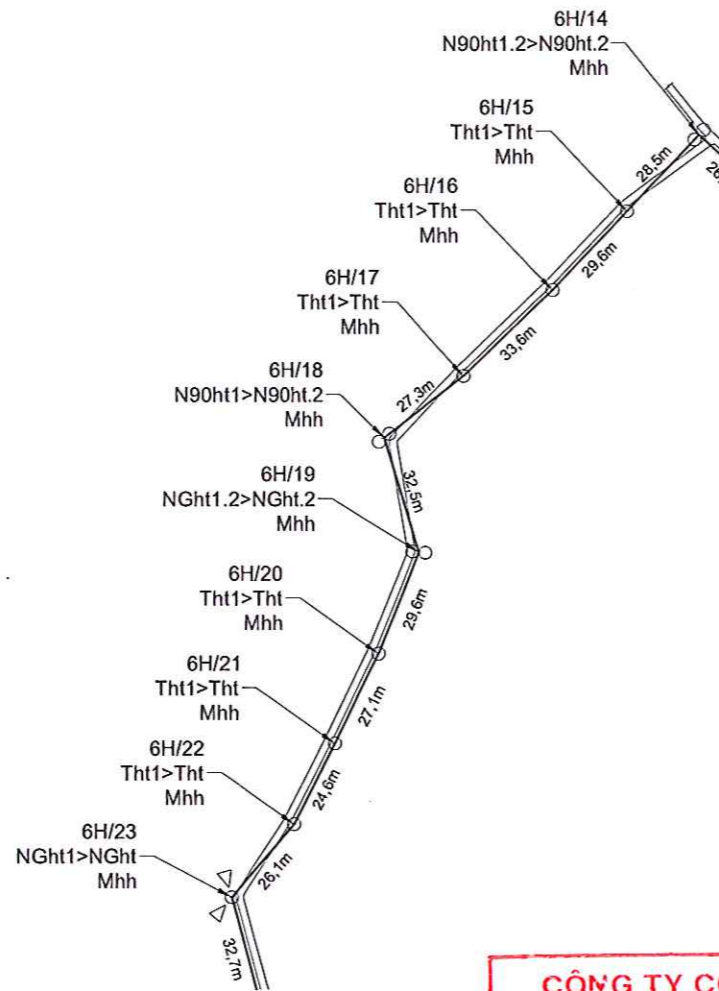 6H/14
N90ht1.2>N90ht.2
Mhh
6H/15
Tht1>Tht
Mhh
28,5m
6H/16
Tht1>Tht
Mhh
29,6m
6H/17
Tht1>Tht
Mhh
33,6m
6H/18
N90ht1>N90ht.2
Mhh
27,3m
6H/19
NGht1.2>NGht.2
Mhh
32,5m
6H/20
Tht1>Tht
Mhh
29,6m
6H/21
Tht1>Tht
Mhh
27,1m
6H/22
Tht1>Tht
Mhh
24,6m
6H/23
NGht1>NGht
Mhh
26,1m
32,7m
CÔNG TY